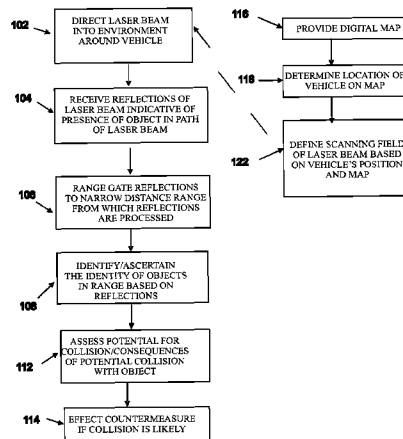 102
DIRECT LASER BEAM
INTO ENVIRONMENT
AROUND VEHICLE
104
RECEIVE REFLECTIONS OF
LASER BEAM INDICATIVE OF
PRESENCE OF OBJECT IN PATH
OF LASER BEAM
106
RANGE GATE REFLECTIONS
TO NARROW DISTANCE RANGE
FROM WHICH REFLECTIONS
ARE PROCESSED
108
IDENTIFY/ASCERTAIN
THE IDENTITY OF OBJECTS
IN RANGE BASED ON
REFLECTIONS
112
ASSESS POTENTIAL FOR
COLLISION/CONSEQUENCES
OF POTENTIAL COLLISION
WITH OBJECT
114
EFFECT COUNTERMEASURE
IF COLLISION IS LIKELY
116
PROVIDE DIGITAL MAP
118
DETERMINE LOCATION OF
VEHICLE ON MAP
122
DEFINE SCANNING FIELD
OF LASER BEAM BASED
ON VEHICLE'S POSITION
AND MAP